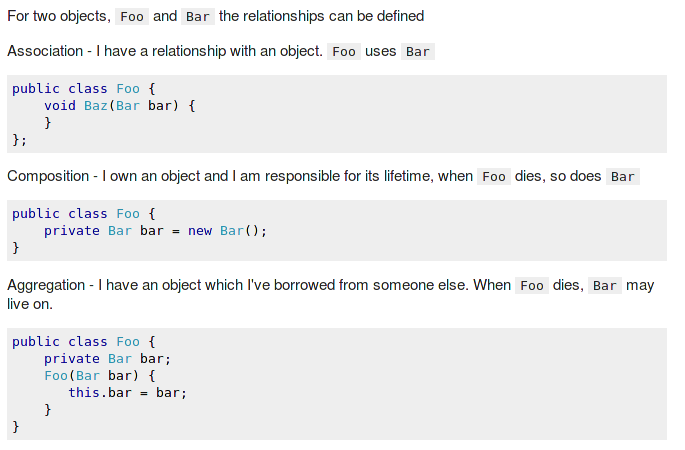 For two objects, Foo and Bar the relationships can be defined
Association - I have a relationship with an object. Foo uses Bar
public class Foo {
    void Baz(Bar bar) {
    }
};
Composition - I own an object and I am responsible for its lifetime, when Foo dies, so does Bar
public class Foo {
    private Bar bar = new Bar();
}
Aggregation - I have an object which I've borrowed from someone else. When Foo dies, Bar may
live on.
public class Foo {
    private Bar bar;
    Foo(Bar bar) {
       this.bar = bar;
    }
}